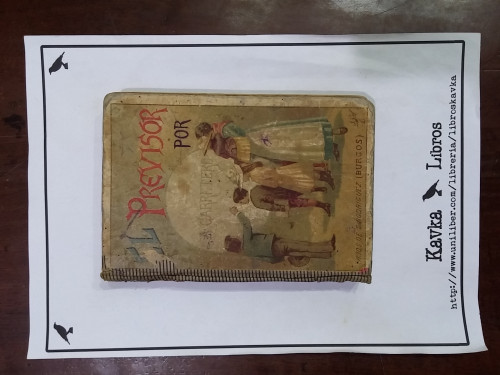 EL
PREVISOR
POR
(BURGOS)
Kavka Libros
http://www.uniliber.com/libreria/libroskavka